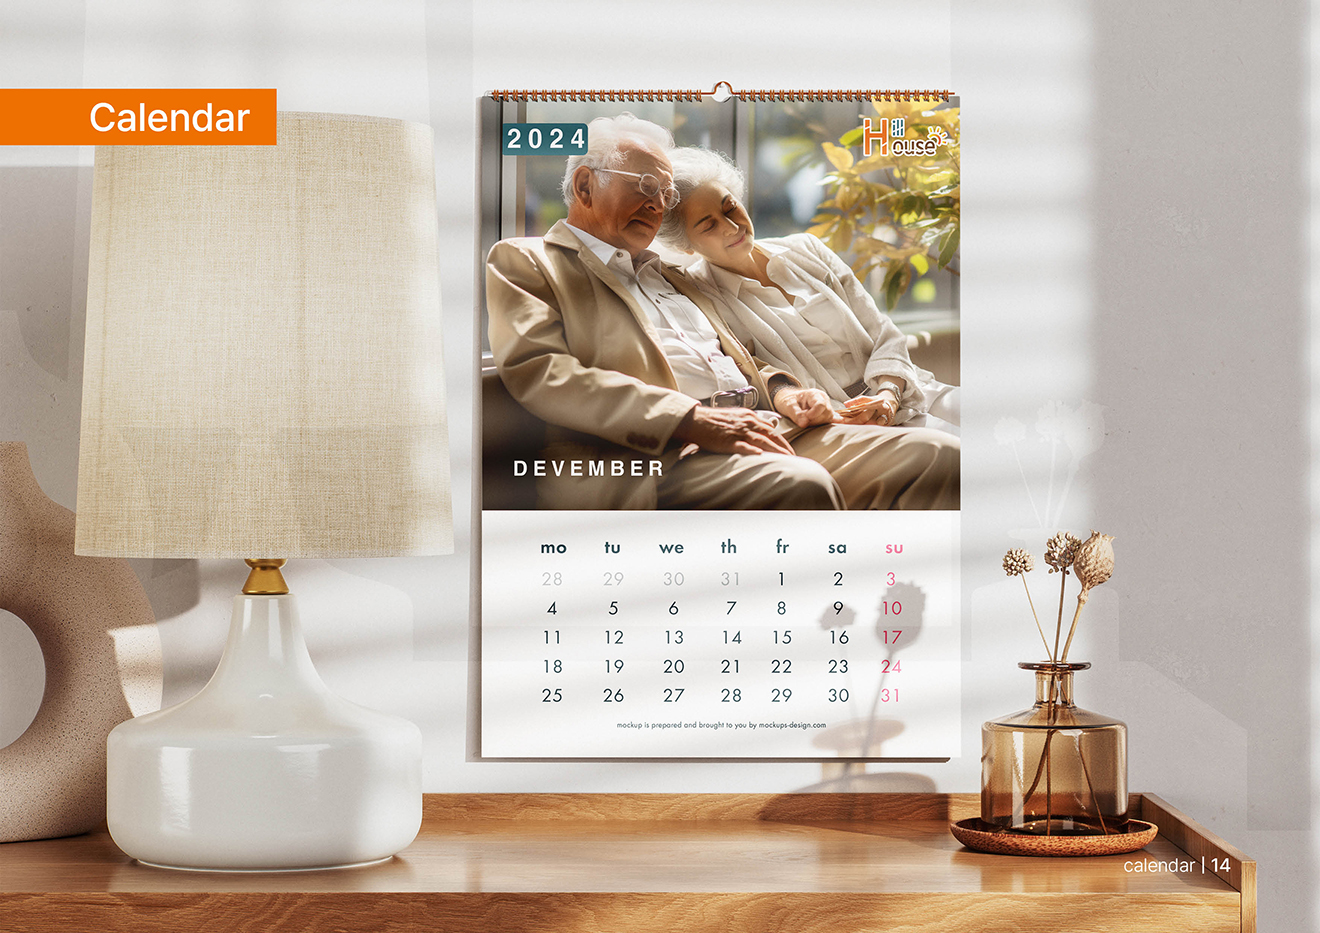 Calendar
2024
Hill
House
DEVEMBER
mo tu we th fr sa su
28 29 30 31 1 2 3
4 5 6 7 8 9 10
11 12 13 14 15 16 17
18 19 20 21 22 23 24
25 26 27 28 29 30 31
mockup is prepared and brought to you by mockups-design.com
calendar | 14